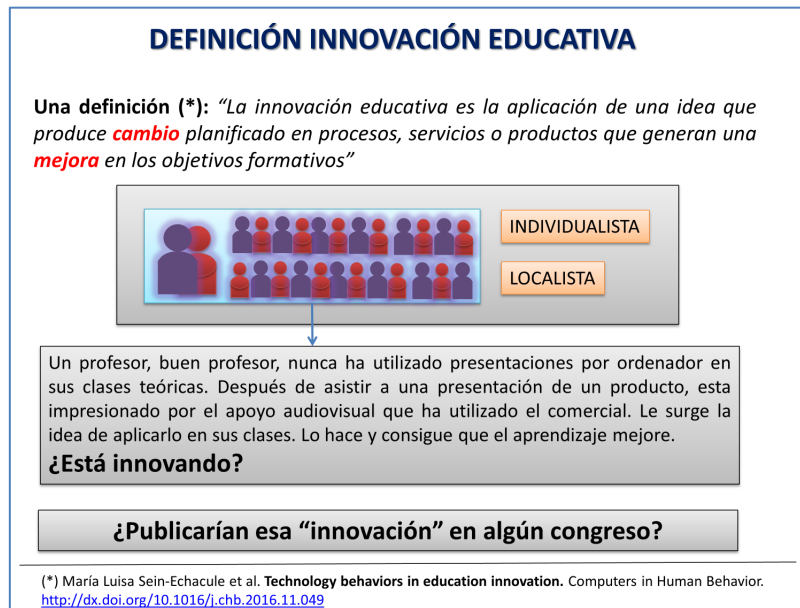 DEFINICIÓN INNOVACIÓN EDUCATIVA
Una definición (*): “La innovación educativa es la aplicación de una idea que
produce cambio planificado en procesos, servicios o productos que generan una
mejora en los objetivos formativos”
INDIVIDUALISTA
LOCALISTA
Un profesor, buen profesor, nunca ha utilizado presentaciones por ordenador en
sus clases teóricas. Después de asistir a una presentación de un producto, esta
impresionado por el apoyo audiovisual que ha utilizado el comercial. Le surge la
idea de aplicarlo en sus clases. Lo hace y consigue que el aprendizaje mejore.
¿Está innovando?
¿Publicarían esa “innovación” en algún congreso?
(*) María Luisa Sein-Echacule et al. Technology behaviors in education innovation. Computers in Human Behavior.
http://dx.doi.org/10.1016/j.chb.2016.11.049